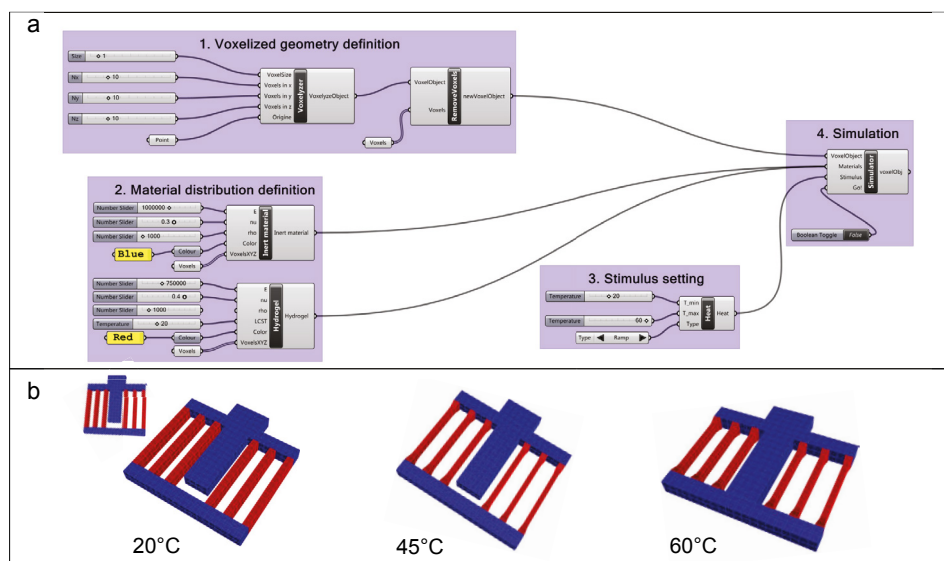 a
1. Voxelized geometry definition
Size 1
Nx 10
Ny 10
Nz 10
Point
VoxelSize
Voxels in x
Voxels in y
Voxels in z
Origine
Voxelyzer
VoxelyzeObject
VoxelObject
Voxels
RemoveVoxels
newVoxelObject
Voxels
2. Material distribution definition
Number Slider 1000000
Number Slider 0.3
Number Slider 1000
Blue
Colour
Voxels
E
nu
rho
Color
VoxelsXYZ
Inert material
Inert material
Number Slider 750000
Number Slider 0.4
Number Slider 1000
Temperature 20
Red
Colour
Voxels
E
nu
rho
LCST
Color
VoxelsXYZ
Hydrogel
Hydrogel
3. Stimulus setting
Temperature 20
Temperature 60
Type Ramp
T_min
T_max
Type
Heat
Heat
4. Simulation
VoxelObject
Materials
Stimulus
Go!
Simulator
voxelObj
Boolean Toggle False
b
20°C
45°C
60°C